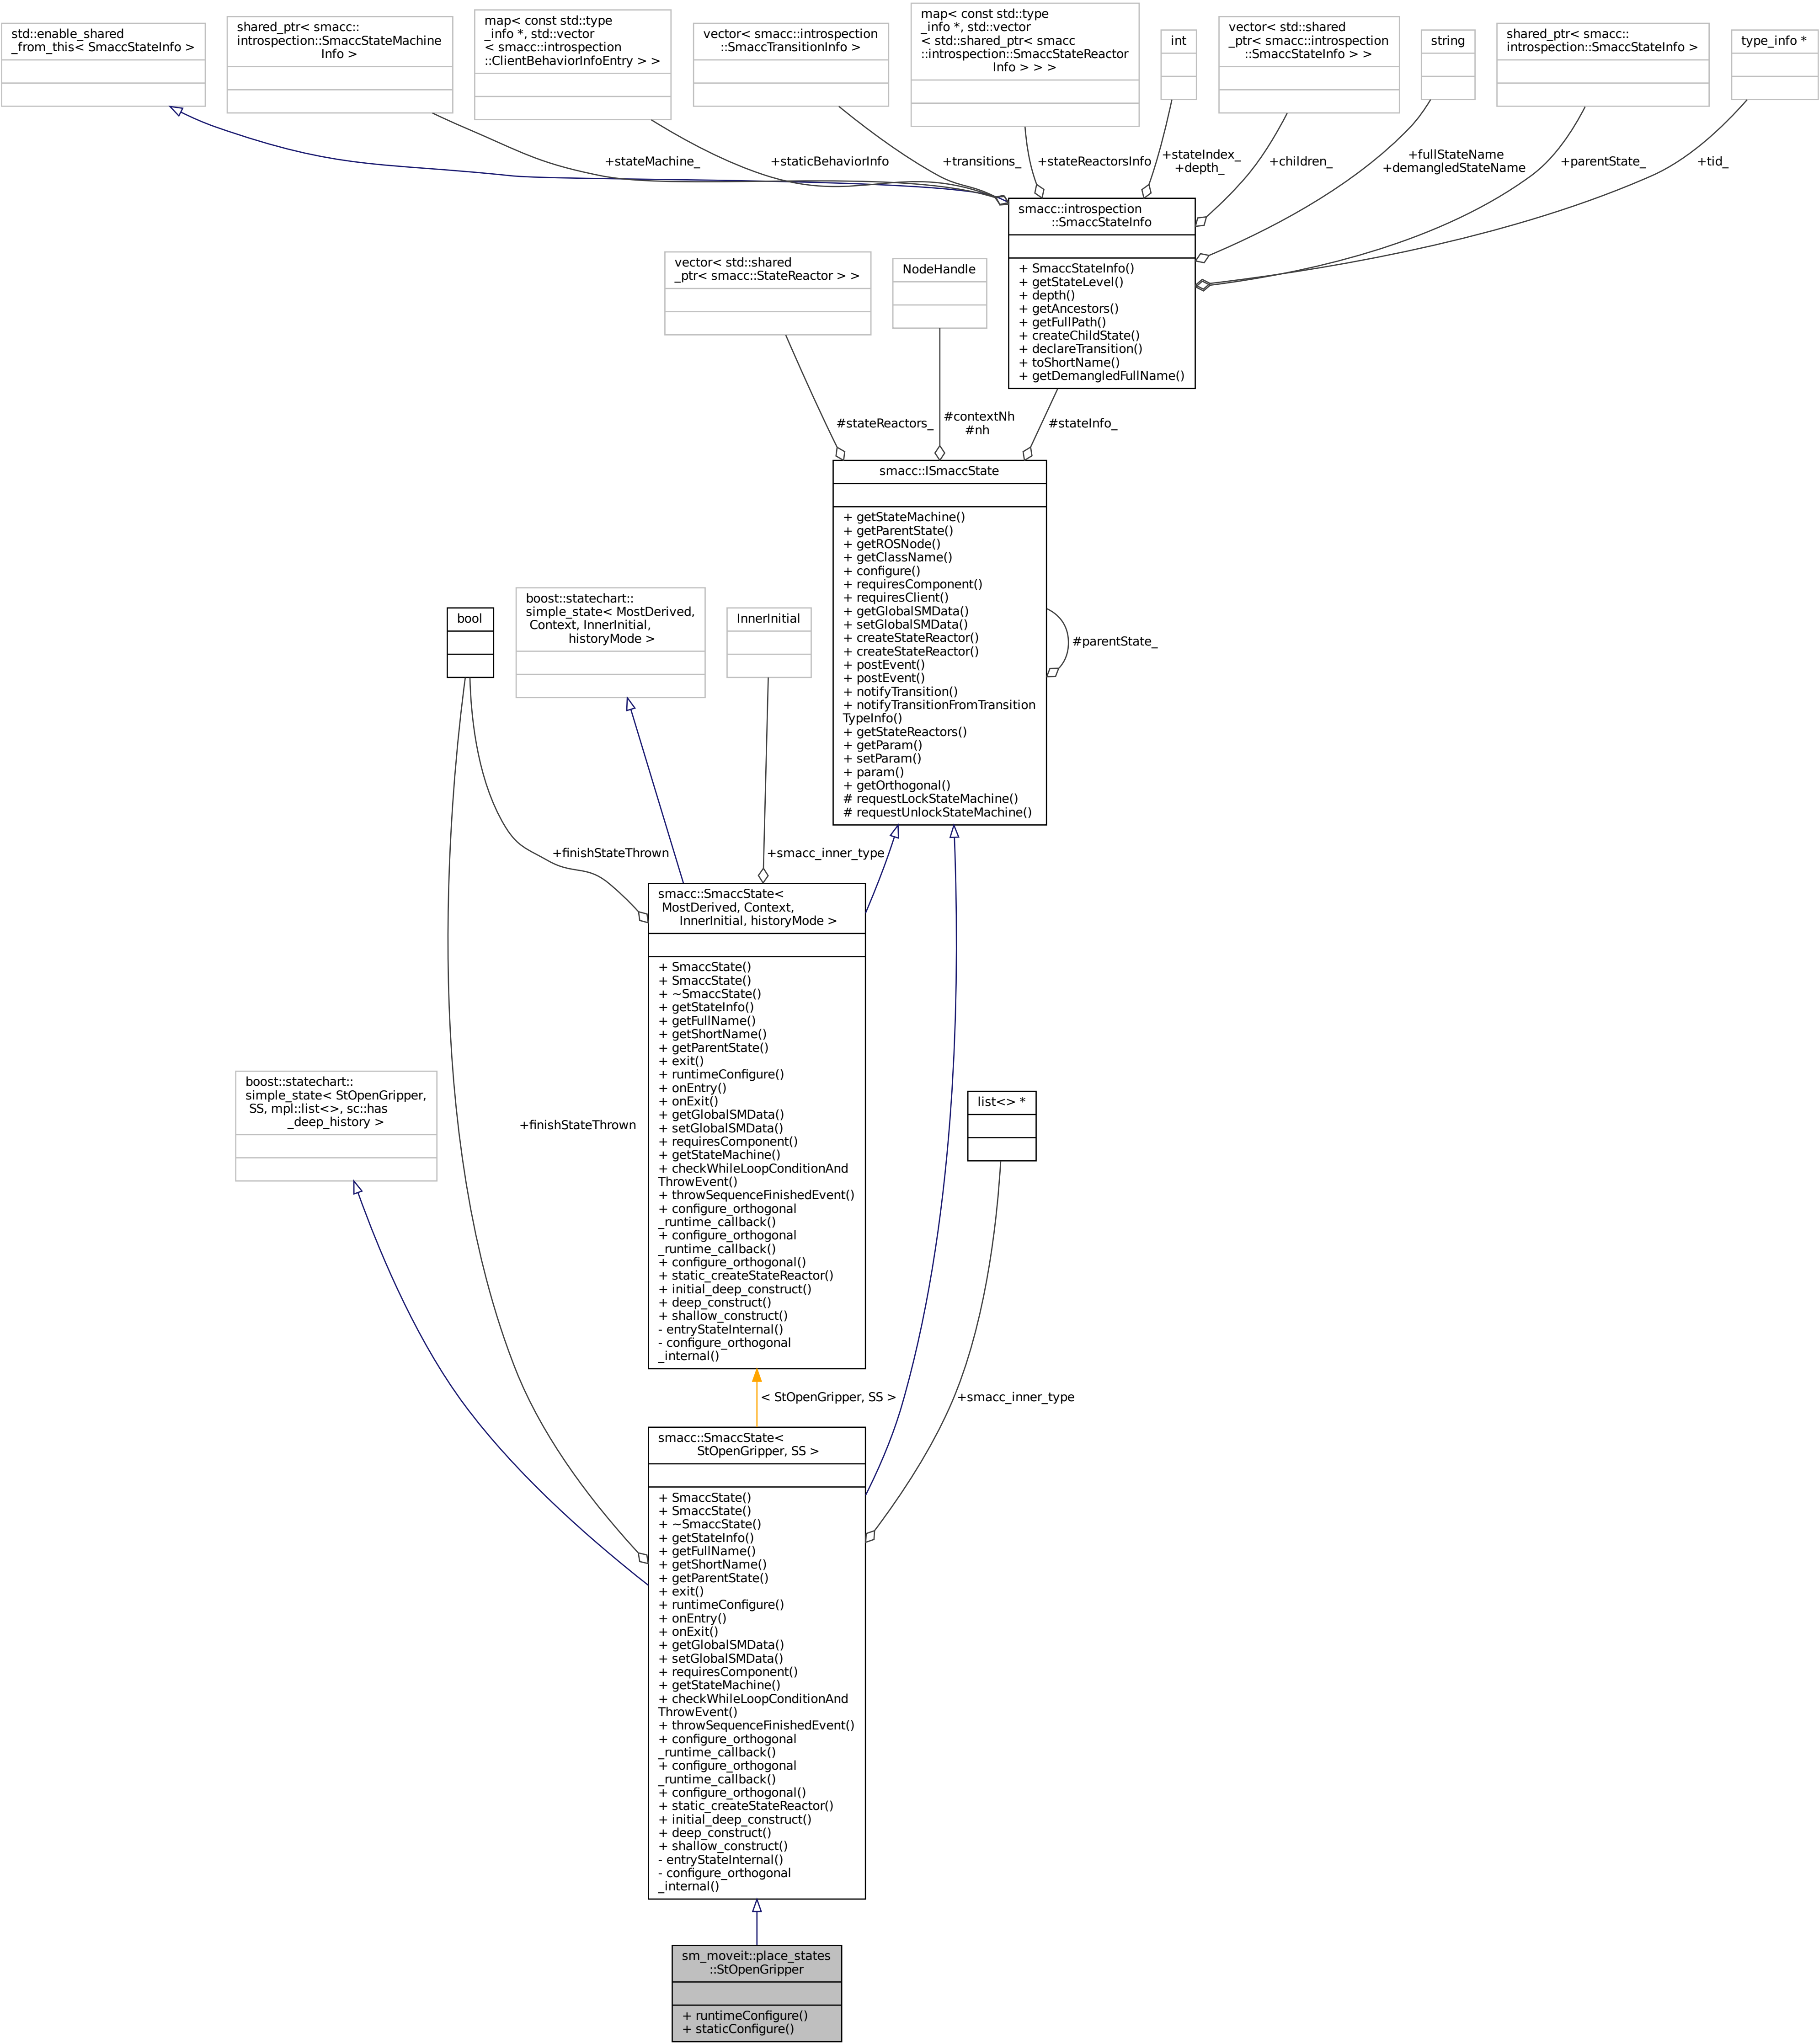 std::enable_shared
_from_this< SmaccStateInfo >
shared_ptr< smacc::
introspection::SmaccStateMachine
Info >
map< const std::type
_info *, std::vector
< smacc::introspection
::ClientBehaviorInfoEntry > >
vector< smacc::introspection
::SmaccTransitionInfo >
map< const std::type
_info *, std::vector
< std::shared_ptr< smacc
::introspection::SmaccStateReactor
Info > > >
int
vector< std::shared
_ptr< smacc::introspection
::SmaccStateInfo > >
string
shared_ptr< smacc::
introspection::SmaccStateInfo >
type_info *
+stateMachine_
+staticBehaviorInfo
+transitions_
+stateReactorsInfo
+stateIndex_
+depth_
+children_
+fullStateName
+demangledStateName
+parentState_
+tid_
smacc::introspection
::SmaccStateInfo
+ SmaccStateInfo()
+ getStateLevel()
+ depth()
+ getAncestors()
+ getFullPath()
+ createChildState()
+ declareTransition()
+ toShortName()
+ getDemangledFullName()
vector< std::shared
_ptr< smacc::StateReactor > >
NodeHandle
#stateReactors_
#contextNh
#nh
#stateInfo_
smacc::ISmaccState
+ getStateMachine()
+ getParentState()
+ getROSNode()
+ getClassName()
+ configure()
+ requiresComponent()
+ requiresClient()
+ getGlobalSMData()
+ setGlobalSMData()
+ createStateReactor()
+ createStateReactor()
+ postEvent()
+ postEvent()
+ notifyTransition()
+ notifyTransitionFromTransition
TypeInfo()
+ getStateReactors()
+ getParam()
+ setParam()
+ param()
+ getOrthogonal()
# requestLockStateMachine()
# requestUnlockStateMachine()
#parentState_
bool
boost::statechart::
simple_state< MostDerived,
Context, InnerInitial,
historyMode >
InnerInitial
+finishStateThrown
+smacc_inner_type
smacc::SmaccState<
MostDerived, Context,
InnerInitial, historyMode >
+ SmaccState()
+ SmaccState()
+ ~SmaccState()
+ getStateInfo()
+ getFullName()
+ getShortName()
+ getParentState()
+ exit()
+ runtimeConfigure()
+ onEntry()
+ onExit()
+ getGlobalSMData()
+ setGlobalSMData()
+ requiresComponent()
+ getStateMachine()
+ checkWhileLoopConditionAnd
ThrowEvent()
+ throwSequenceFinishedEvent()
+ configure_orthogonal
_runtime_callback()
+ configure_orthogonal
_runtime_callback()
+ configure_orthogonal()
+ static_createStateReactor()
+ initial_deep_construct()
+ deep_construct()
+ shallow_construct()
- entryStateInternal()
- configure_orthogonal
_internal()
boost::statechart::
simple_state< StOpenGripper,
SS, mpl::list<>, sc::has
_deep_history >
+finishStateThrown
list<> *
< StOpenGripper, SS >
+smacc_inner_type
smacc::SmaccState<
StOpenGripper, SS >
+ SmaccState()
+ SmaccState()
+ ~SmaccState()
+ getStateInfo()
+ getFullName()
+ getShortName()
+ getParentState()
+ exit()
+ runtimeConfigure()
+ onEntry()
+ onExit()
+ getGlobalSMData()
+ setGlobalSMData()
+ requiresComponent()
+ getStateMachine()
+ checkWhileLoopConditionAnd
ThrowEvent()
+ throwSequenceFinishedEvent()
+ configure_orthogonal
_runtime_callback()
+ configure_orthogonal
_runtime_callback()
+ configure_orthogonal()
+ static_createStateReactor()
+ initial_deep_construct()
+ deep_construct()
+ shallow_construct()
- entryStateInternal()
- configure_orthogonal
_internal()
sm_moveit::place_states
::StOpenGripper
+ runtimeConfigure()
+ staticConfigure()